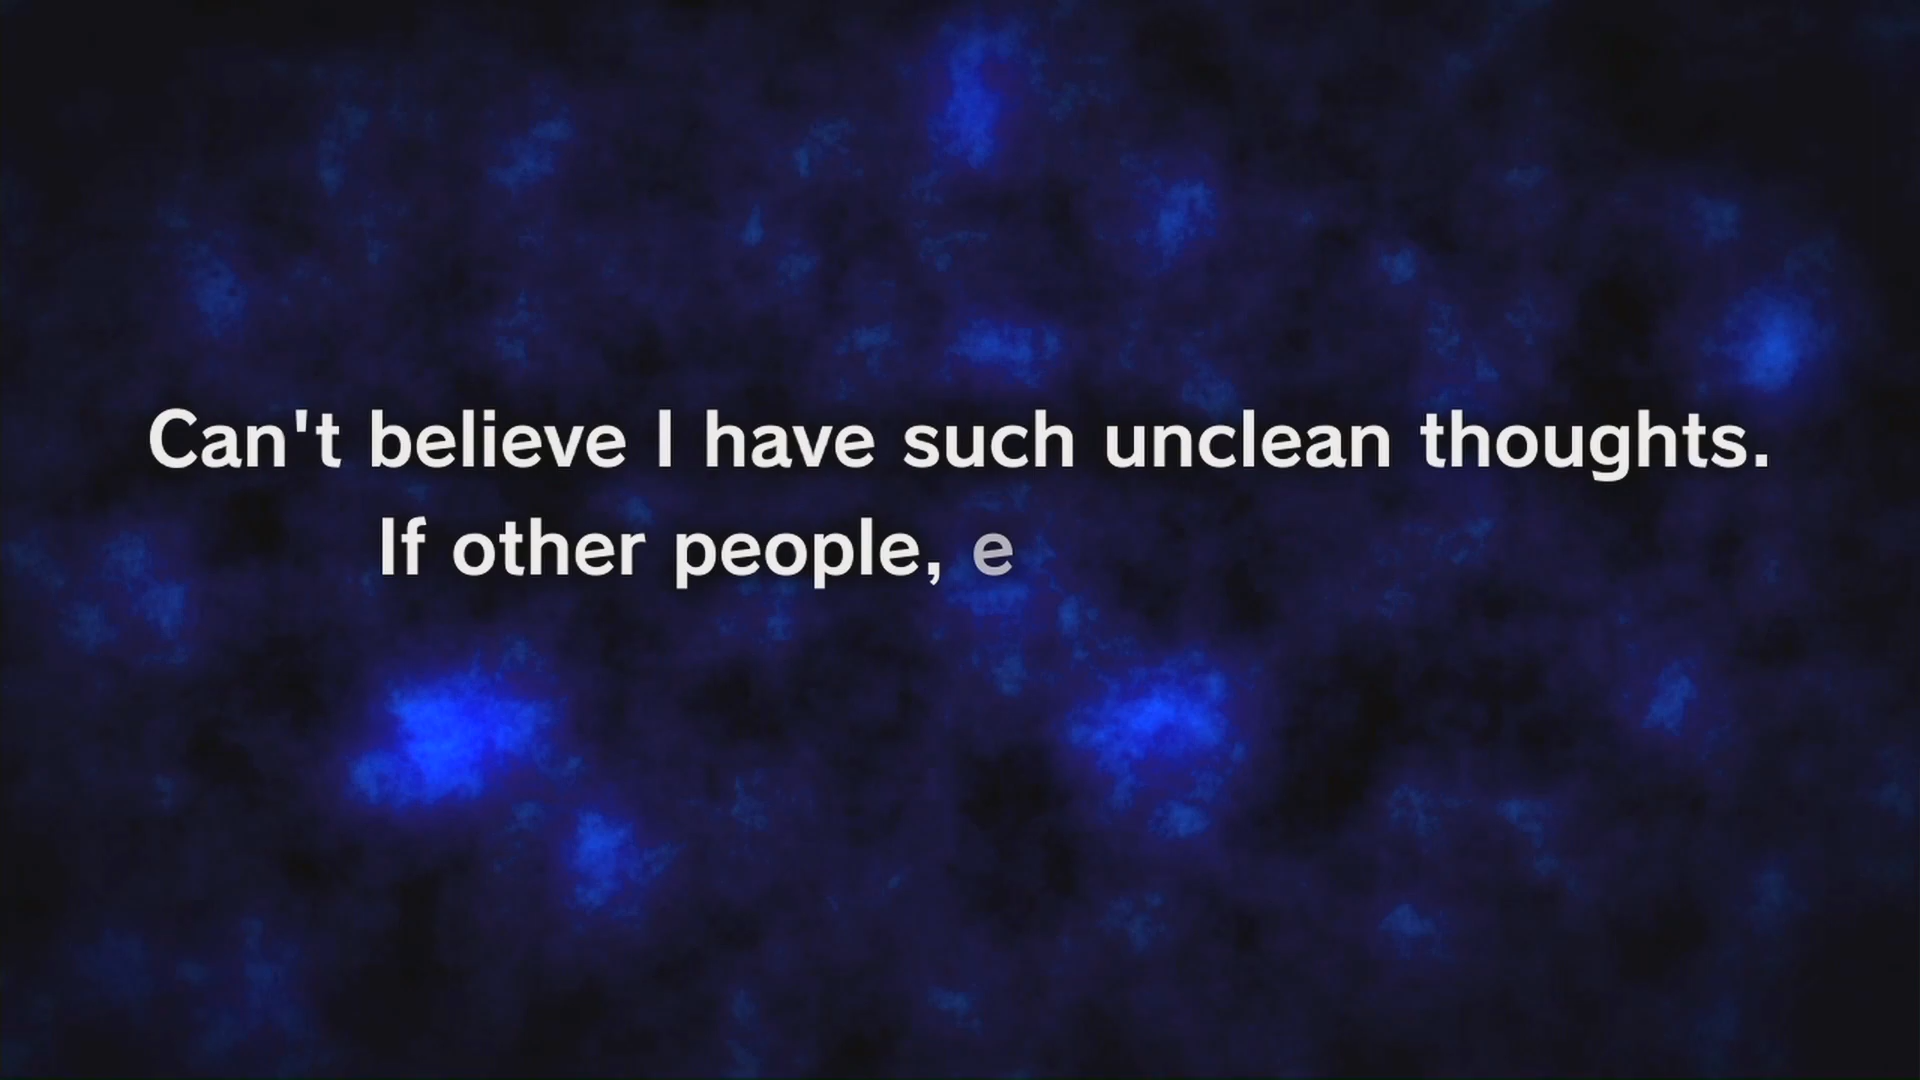 Can't believe I have such unclean thoughts.
If other people, e